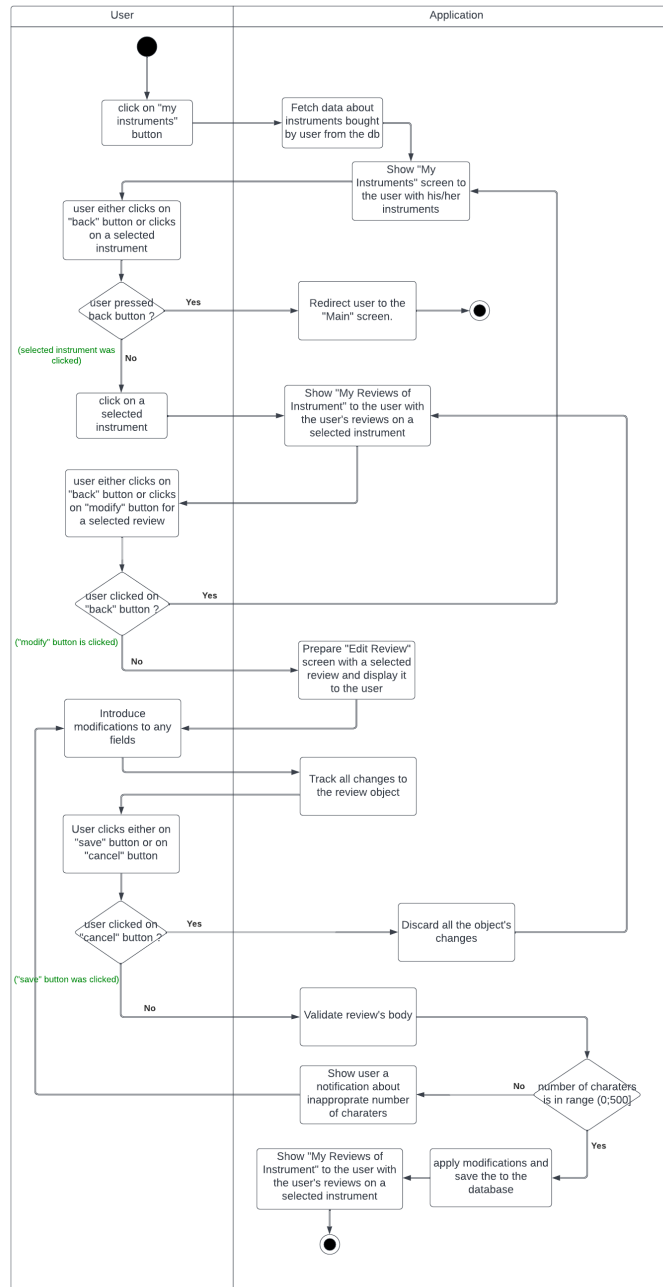 User
Application
click on "my
instruments"
button
Fetch data about
instruments bought
by user from the db
Show "My
Instruments" screen to
the user with his/her
instruments
user either clicks on
"back" button or clicks
on a selected
instrument
user pressed
back button ?
Yes
Redirect user to the
"Main" screen.
(selected instrument was
clicked)
No
click on a
selected
instrument
Show "My Reviews of
Instrument" to the user with
the user's reviews on a
selected instrument
user either clicks on
"back" button or clicks
on "modify" button for
a selected review
user clicked on
"back" button ?
Yes
("modify" button is clicked)
No
Prepare "Edit Review"
screen with a selected
review and display it
to the user
Introduce
modifications to any
fields
Track all changes to
the review object
User clicks either on
"save" button or on
"cancel" button
user clicked on
"cancel" button ?
Yes
Discard all the object's
changes
("save" button was clicked)
No
Validate review's body
number of charaters
is in range (0;500]
No
Show user a
notification about
inapproprate number
of charaters
Yes
apply modifications and
save the to the
database
Show "My Reviews of
Instrument" to the user with
the user's reviews on a
selected instrument